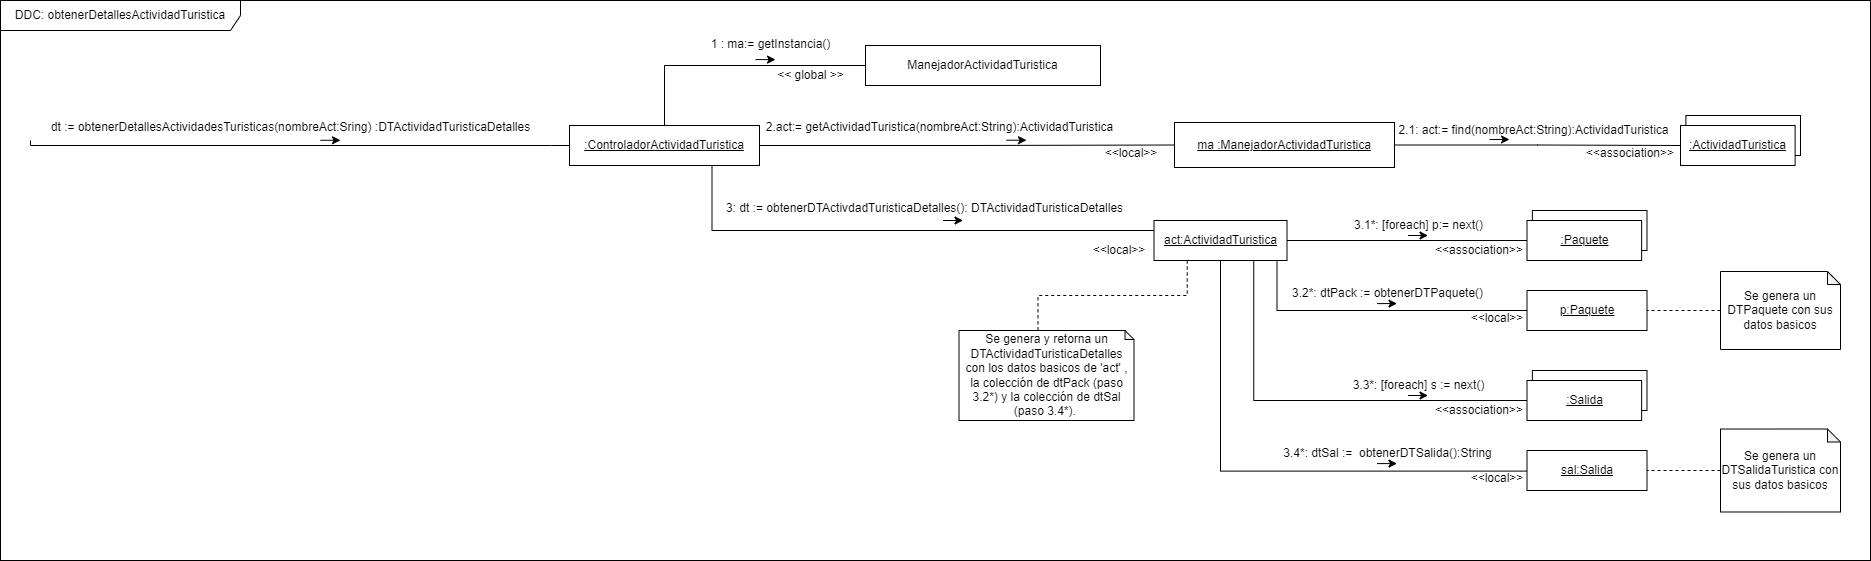 DDC: obtenerDetallesActividadTuristica
1 : ma:= getInstancia()
<< global >>
ManejadorActividadTuristica
dt := obtenerDetallesActividadesTuristicas(nombreAct:Sring) :DTActividadTuristicaDetalles
:ControladorActividadTuristica
2.act:= getActividadTuristica(nombreAct:String):ActividadTuristica
<<local>>
ma :ManejadorActividadTuristica
2.1: act:= find(nombreAct:String):ActividadTuristica
<<association>>
:ActividadTuristica
3: dt := obtenerDTActivdadTuristicaDetalles(): DTActividadTuristicaDetalles
<<local>>
act:ActividadTuristica
3.1*: [foreach] p:= next()
<<association>>
:Paquete
3.2*: dtPack := obtenerDTPaquete()
<<local>>
p:Paquete
Se genera un
DTPaquete con sus
datos basicos
Se genera y retorna un
DTActividadTuristicaDetalles
con los datos basicos de 'act' ,
la colección de dtPack (paso
3.2*) y la colección de dtSal
(paso 3.4*).
3.3*: [foreach] s := next()
<<association>>
:Salida
3.4*: dtSal :=  obtenerDTSalida():String
<<local>>
sal:Salida
Se genera un
DTSalidaTuristica con
sus datos basicos